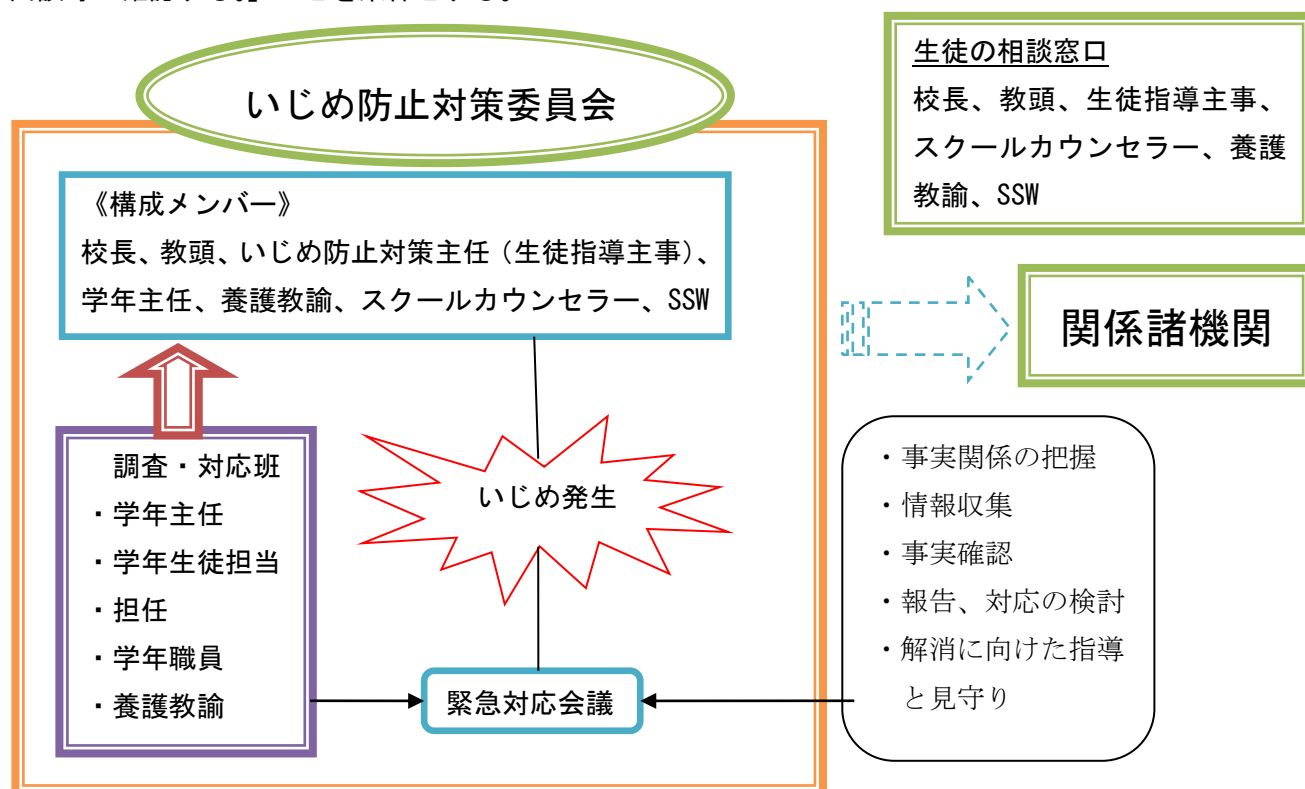 いじめ防止対策委員会
生徒の相談窓口
校長、教頭、生徒指導主事、
スクールカウンセラー、養護
教諭、SSW
《構成メンバー》
校長、教頭、いじめ防止対策主任（生徒指導主事）、
学年主任、養護教諭、スクールカウンセラー、SSW
関係諸機関
調査・対応班
・学年主任
・学年生徒担当
・担任
・学年職員
・養護教諭
いじめ発生
緊急対応会議
・事実関係の把握
・情報収集
・事実確認
・報告、対応の検討
・解消に向けた指導
と見守り